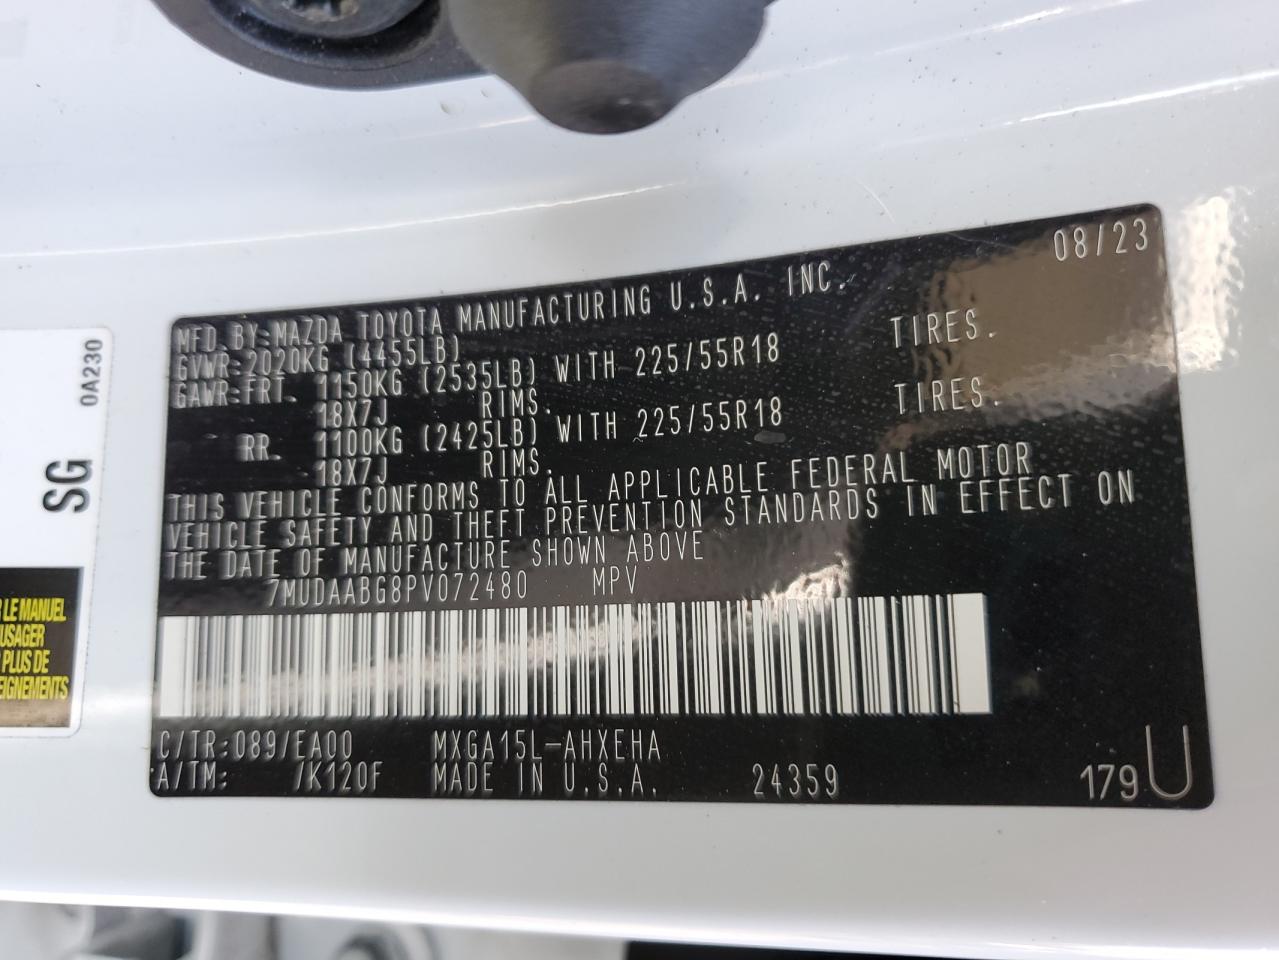 08/23
MFD.BY:MAZDA TOYOTA MANUFACTURING U.S.A. INC.
GVWR:2020KG (4455LB)
GAWR:FRT. 1150KG (2535LB) WITH 225/55R18 TIRES.
18X7J RIMS.
RR. 1100KG (2425LB) WITH 225/55R18 TIRES.
18X7J RIMS.
THIS VEHICLE CONFORMS TO ALL APPLICABLE FEDERAL MOTOR
VEHICLE SAFETY AND THEFT PREVENTION STANDARDS IN EFFECT ON
THE DATE OF MANUFACTURE SHOWN ABOVE
7MUDAABG8PV072480 MPV
C/TR:089/EA00 MXGA15L-AHXEHA
A/TM: /K120F MADE IN U.S.A. 24359 179 U
0A230
SG
LE MANUEL
USAGER
PLUS DE